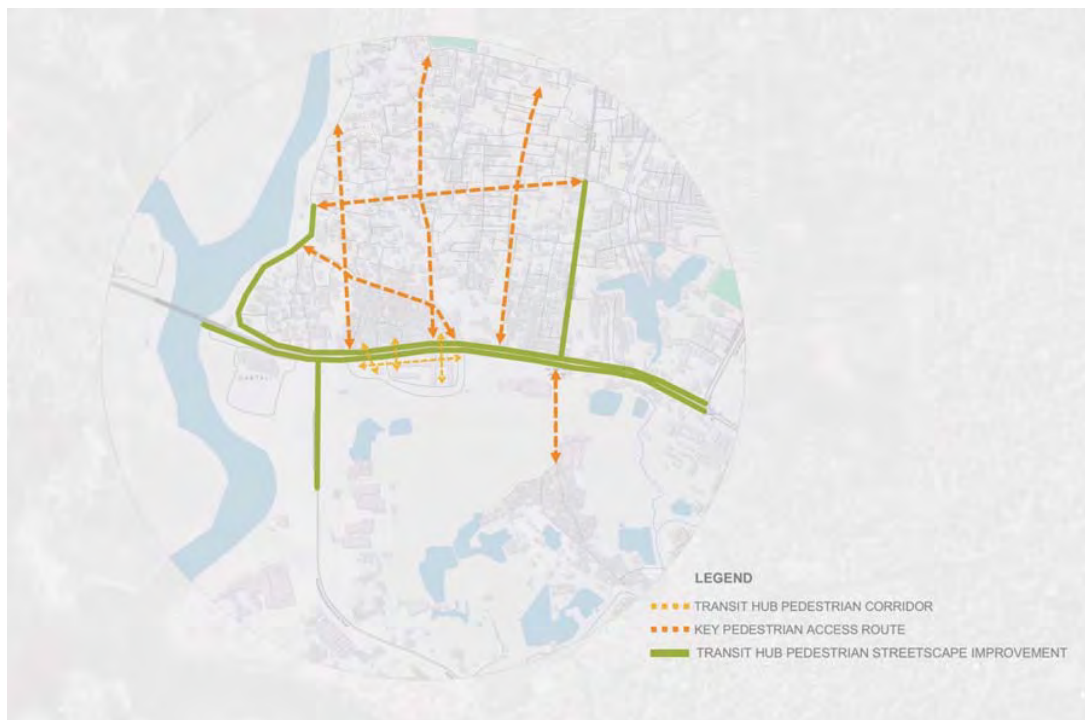 LEGEND
TRANSIT HUB PEDESTRIAN CORRIDOR
KEY PEDESTRIAN ACCESS ROUTE
TRANSIT HUB PEDESTRIAN STREETSCAPE IMPROVEMENT